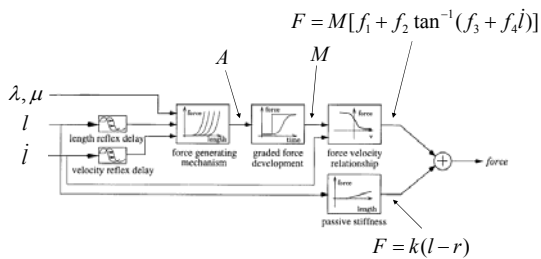 F = M[f₁ + f₂ tan⁻¹(f₃ + f₄l̇)]
A
M
λ, μ
l
l̇
length reflex delay
velocity reflex delay
force
length
force generating
mechanism
force
time
graded force
development
force
force velocity
relationship
+
force
force
length
passive stiffness
F = k(l − r)